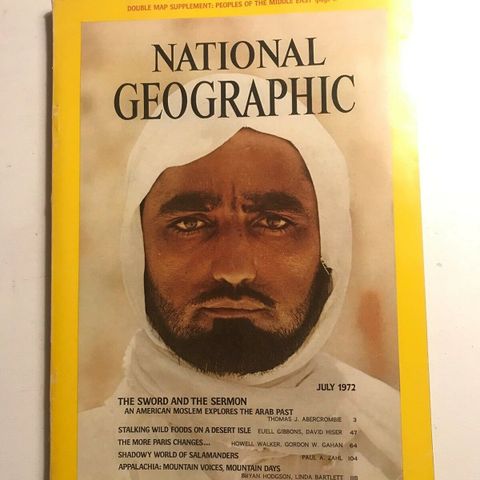 DOUBLE MAP SUPPLEMENT: PEOPLES OF THE MIDDLE EAST
NATIONAL
GEOGRAPHIC
JULY 1972
THE SWORD AND THE SERMON
AN AMERICAN MOSLEM EXPLORES THE ARAB PAST
THOMAS J. ABERCROMBIE 3
STALKING WILD FOODS ON A DESERT ISLE EUELL GIBBONS, DAVID HISER 47
THE MORE PARIS CHANGES... HOWELL WALKER, GORDON W. GAHAN 64
SHADOWY WORLD OF SALAMANDERS PAUL A. ZAHL 104
APPALACHIA: MOUNTAIN VOICES, MOUNTAIN DAYS
BRYAN HODGSON, LINDA BARTLETT 118